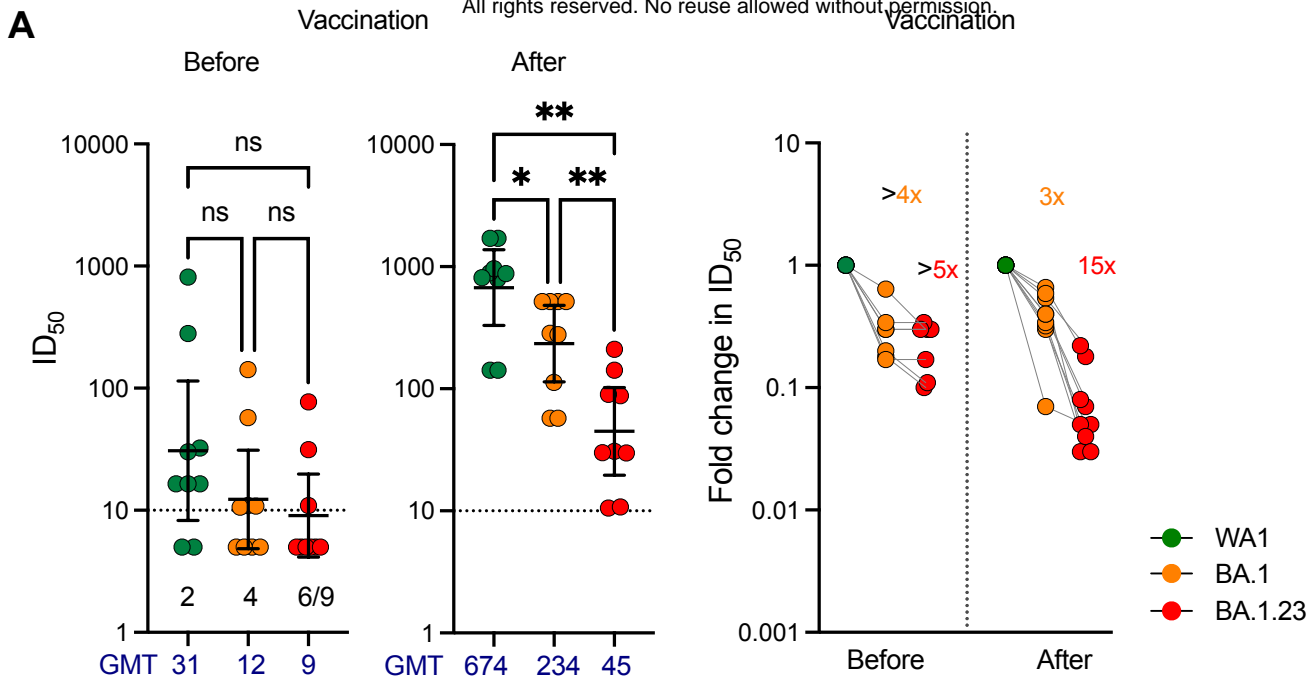 All rights reserved. No reuse allowed without permission.
A
Vaccination
Vaccination
Before
After
10000
1000
100
10
1
ID50
ns
ns
ns
2
4
6/9
GMT
31
12
9
10000
1000
100
10
1
**
*
**
GMT
674
234
45
10
1
0.1
0.01
0.001
Fold change in ID50
>4x
>5x
3x
15x
Before
After
WA1
BA.1
BA.1.23